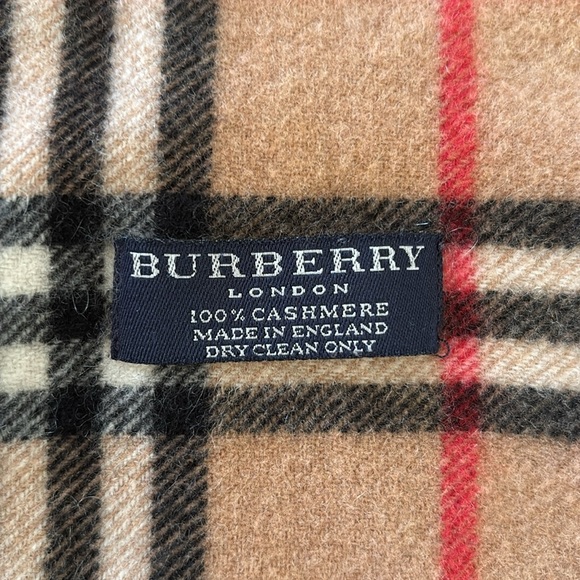 BURBERRY
LONDON
100% CASHMERE
MADE IN ENGLAND
DRY CLEAN ONLY